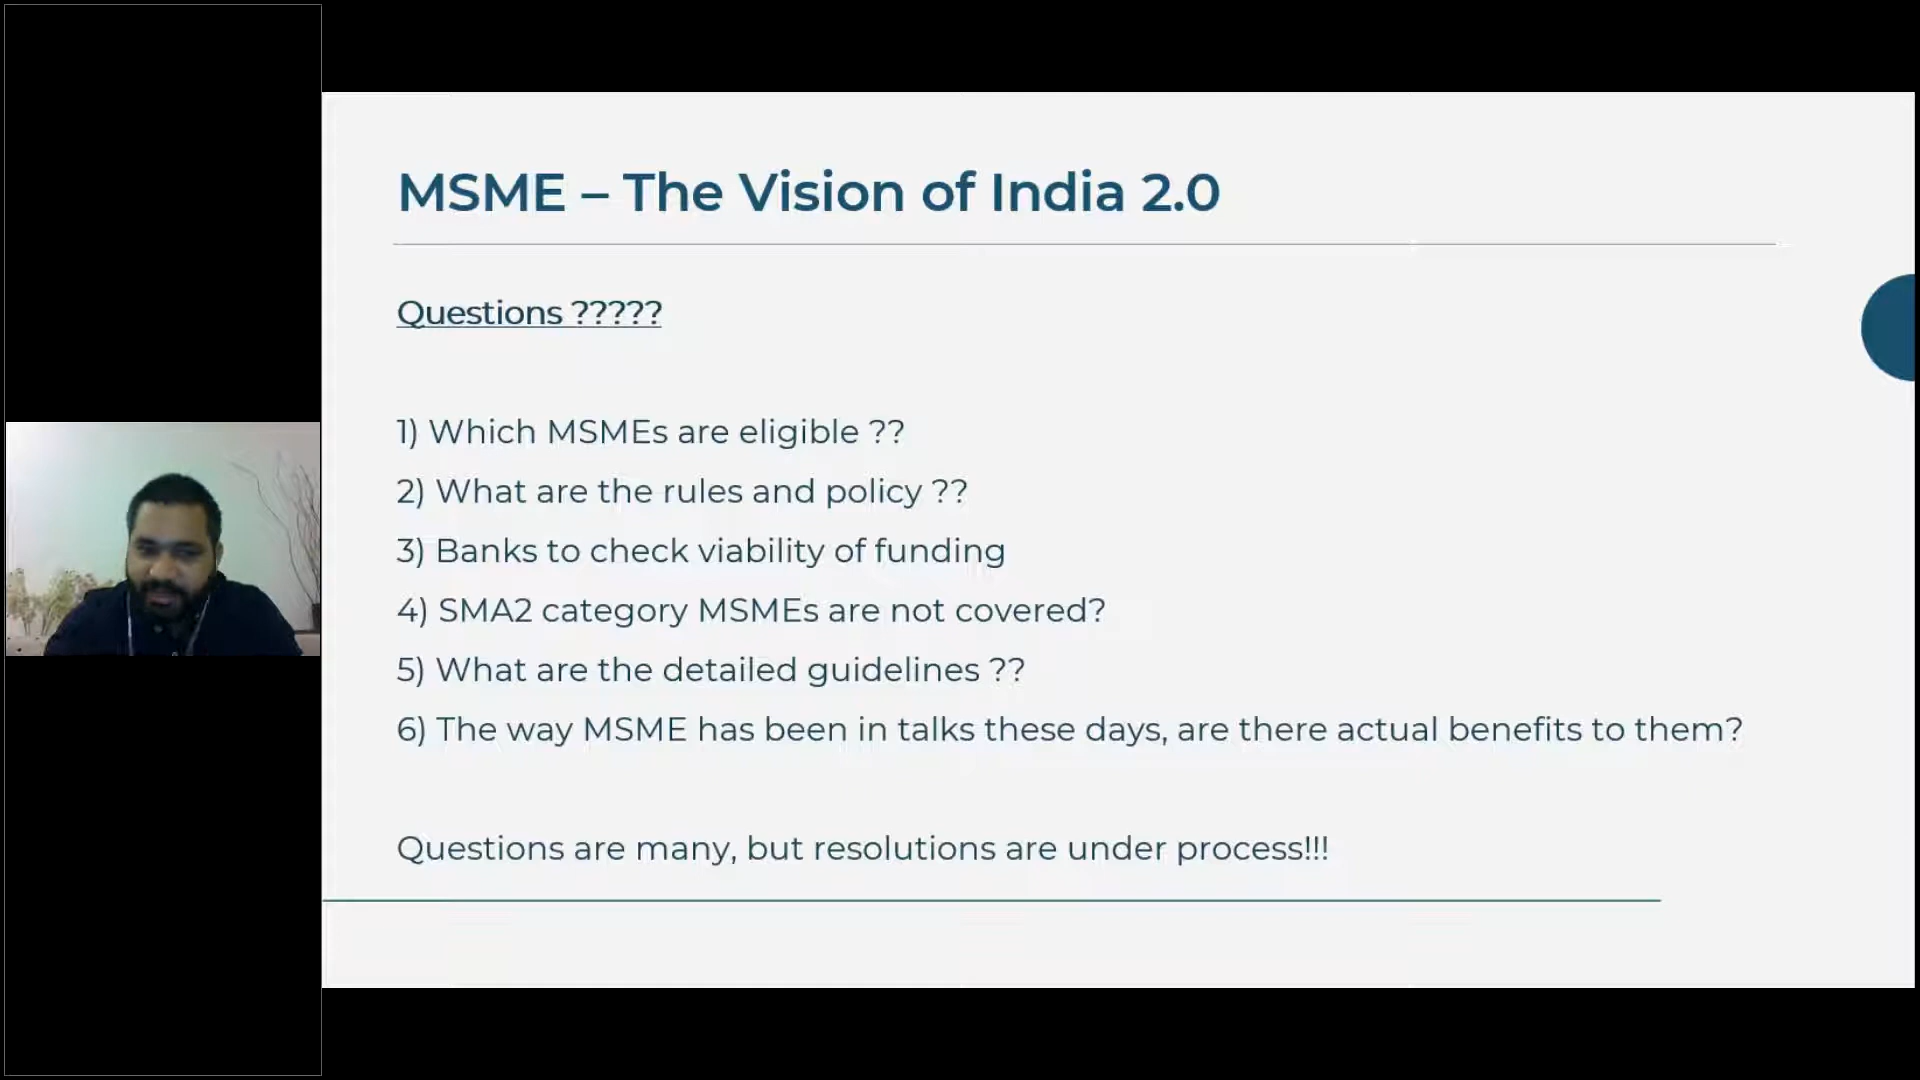 MSME – The Vision of India 2.0
Questions ?????
1) Which MSMEs are eligible ??
2) What are the rules and policy ??
3) Banks to check viability of funding
4) SMA2 category MSMEs are not covered?
5) What are the detailed guidelines ??
6) The way MSME has been in talks these days, are there actual benefits to them?
Questions are many, but resolutions are under process!!!